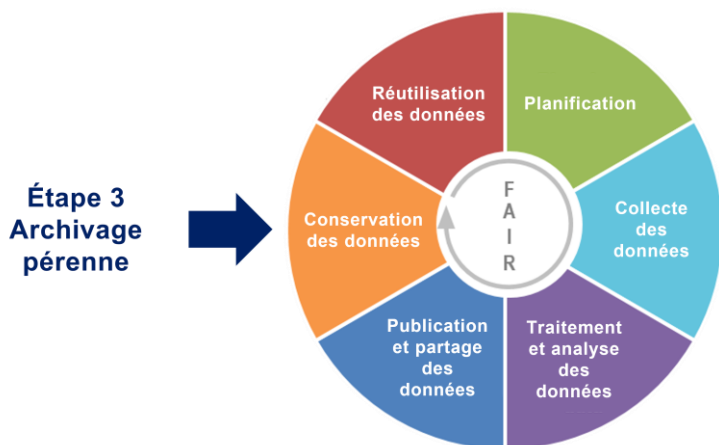 Étape 3
Archivage
pérenne
Réutilisation
des données
Planification
Conservation
des données
F
A
I
R
Collecte
des
données
Publication
et partage
des
données
Traitement
et analyse
des
données